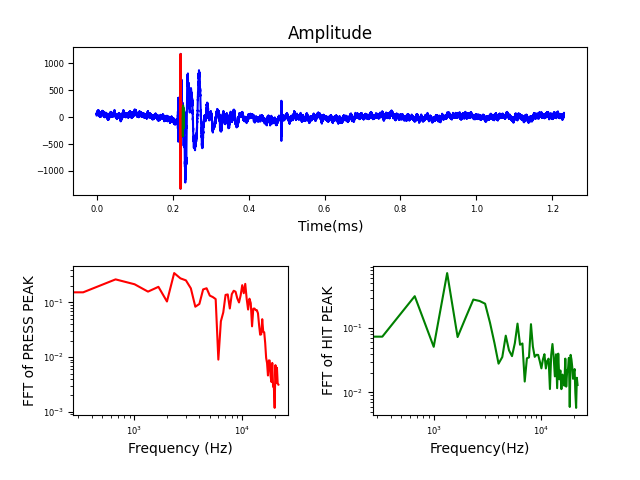 Amplitude
1000
500
0
−500
−1000
0.0 0.2 0.4 0.6 0.8 1.0 1.2
Time(ms)
FFT of PRESS PEAK
10⁻¹
10⁻²
10⁻³
10³ 10⁴
Frequency (Hz)
FFT of HIT PEAK
10⁻¹
10⁻²
10³ 10⁴
Frequency(Hz)